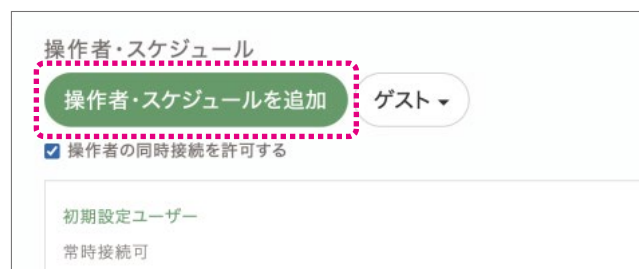 操作者・スケジュール
操作者・スケジュールを追加 ゲスト
操作者の同時接続を許可する
初期設定ユーザー
常時接続可